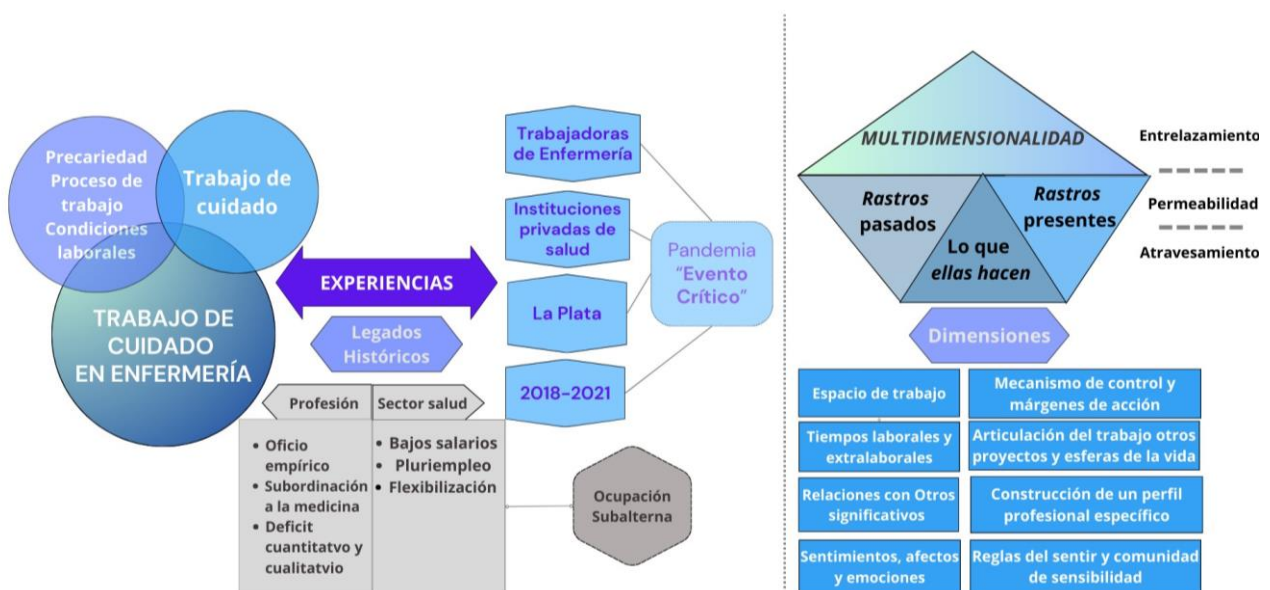 Precariedad
Proceso de
trabajo
Condiciones
laborales
Trabajo de
cuidado
TRABAJO DE
CUIDADO
EN ENFERMERÍA
EXPERIENCIAS
Legados
Históricos
Profesión
Sector salud
• Oficio
empírico
• Subordinación
a la medicina
• Deficit
cuantitatvo y
cualitatvio
• Bajos salarios
• Pluriempleo
• Flexibilización
Ocupación
Subalterna
Trabajadoras
de Enfermería
Instituciones
privadas de
salud
La Plata
2018-2021
Pandemia
"Evento
Crítico"
MULTIDIMENSIONALIDAD
Rastros
pasados
Lo que
ellas hacen
Rastros
presentes
Entrelazamiento
Permeabilidad
Atravesamiento
Dimensiones
Espacio de trabajo
Mecanismo de control y
márgenes de acción
Tiempos laborales y
extralaborales
Articulación del trabajo otros
proyectos y esferas de la vida
Relaciones con Otros
significativos
Construcción de un perfil
profesional específico
Sentimientos, afectos
y emociones
Reglas del sentir y comunidad
de sensibilidad